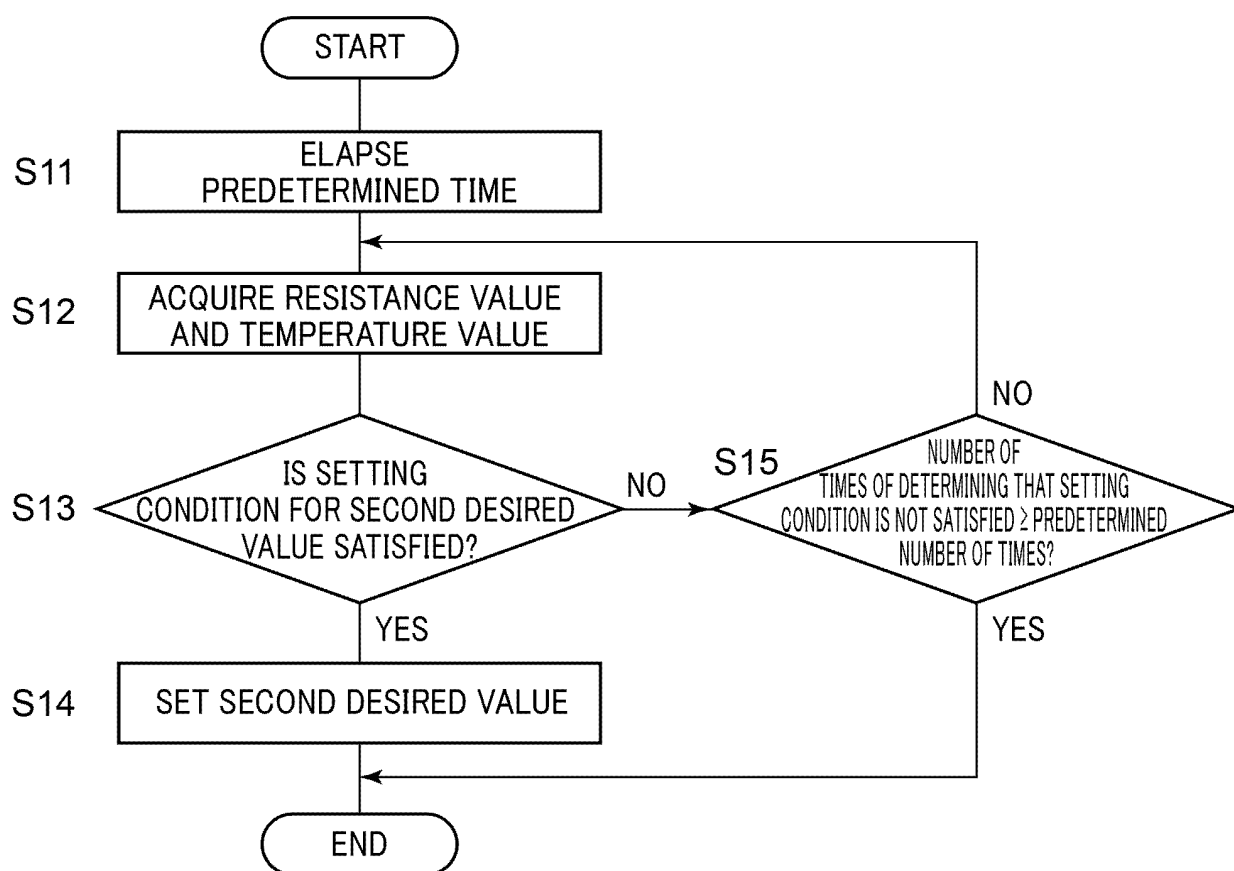 START
S11
ELAPSE
PREDETERMINED TIME
S12
ACQUIRE RESISTANCE VALUE
AND TEMPERATURE VALUE
S13
IS SETTING
CONDITION FOR SECOND DESIRED
VALUE SATISFIED?
NO
S15
NUMBER OF
TIMES OF DETERMINING THAT SETTING
CONDITION IS NOT SATISFIED ≥ PREDETERMINED
NUMBER OF TIMES?
NO
YES
YES
S14
SET SECOND DESIRED VALUE
END